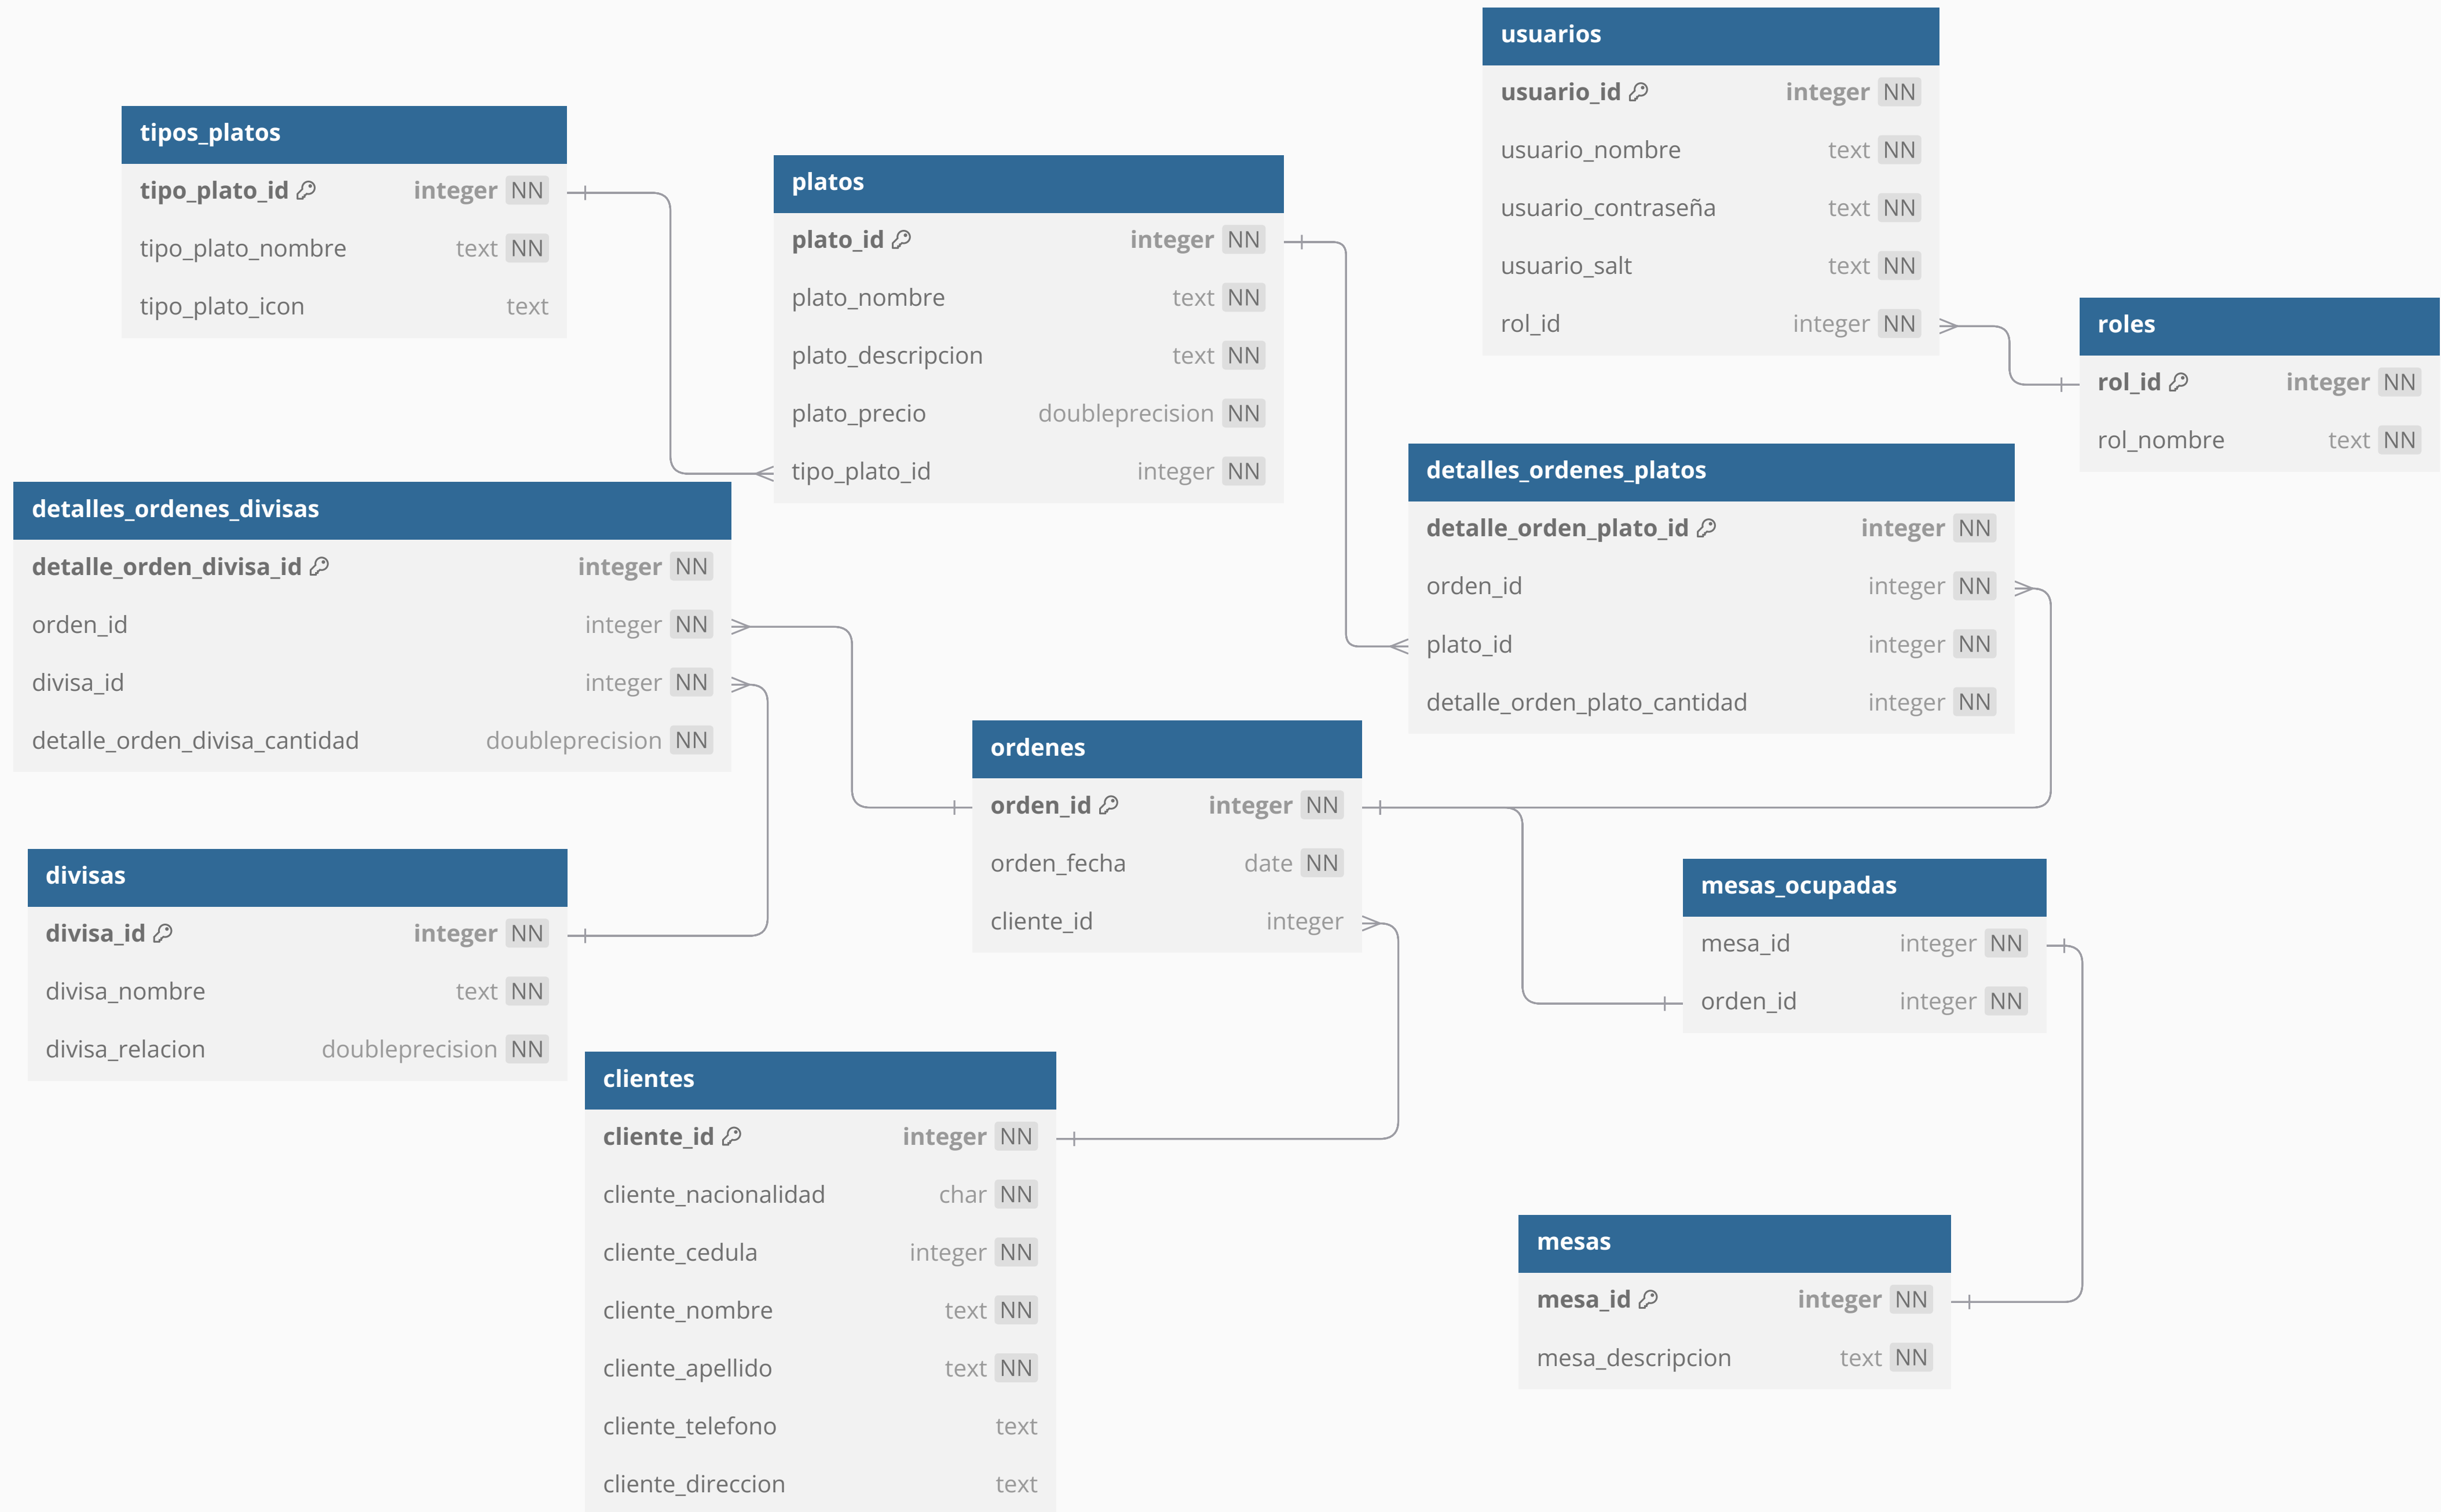 usuarios
usuario_id integer NN
usuario_nombre text NN
usuario_contraseña text NN
usuario_salt text NN
rol_id integer NN
tipos_platos
tipo_plato_id integer NN
tipo_plato_nombre text NN
tipo_plato_icon text
platos
plato_id integer NN
plato_nombre text NN
plato_descripcion text NN
plato_precio doubleprecision NN
tipo_plato_id integer NN
roles
rol_id integer NN
rol_nombre text NN
detalles_ordenes_platos
detalle_orden_plato_id integer NN
orden_id integer NN
plato_id integer NN
detalle_orden_plato_cantidad integer NN
detalles_ordenes_divisas
detalle_orden_divisa_id integer NN
orden_id integer NN
divisa_id integer NN
detalle_orden_divisa_cantidad doubleprecision NN
ordenes
orden_id integer NN
orden_fecha date NN
cliente_id integer
divisas
divisa_id integer NN
divisa_nombre text NN
divisa_relacion doubleprecision NN
mesas_ocupadas
mesa_id integer NN
orden_id integer NN
clientes
cliente_id integer NN
cliente_nacionalidad char NN
cliente_cedula integer NN
cliente_nombre text NN
cliente_apellido text NN
cliente_telefono text
cliente_direccion text
mesas
mesa_id integer NN
mesa_descripcion text NN